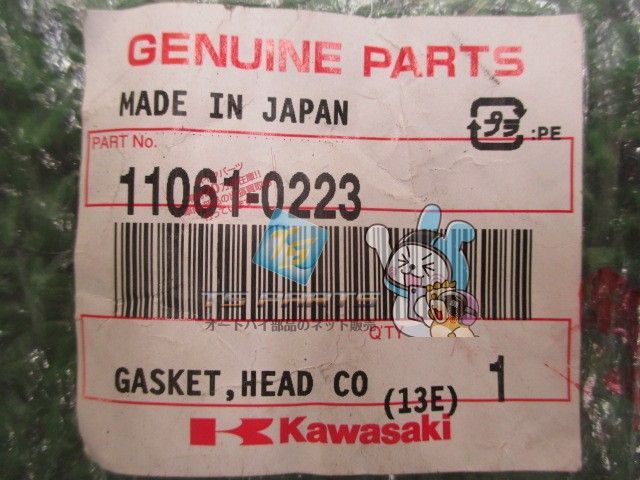 GENUINE PARTS
MADE IN JAPAN
プラ :PE
PART No.
11061-0223
TS PARTS
オートバイ部品のネット販売
Q'TY
GASKET,HEAD CO (13E) 1
Kawasaki